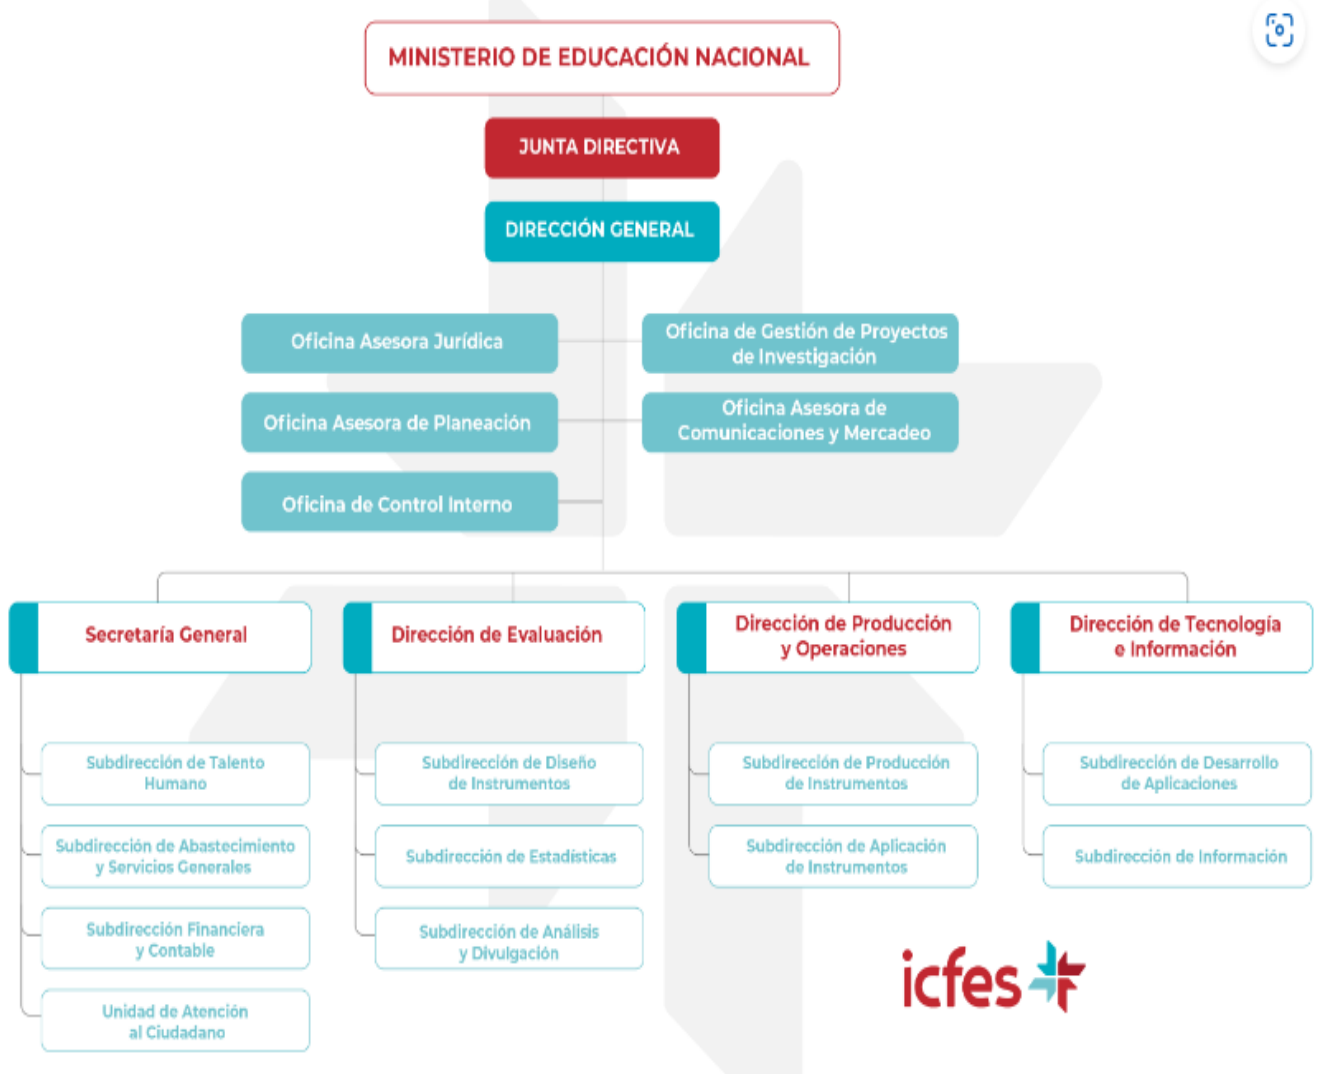 MINISTERIO DE EDUCACIÓN NACIONAL
JUNTA DIRECTIVA
DIRECCIÓN GENERAL
Oficina Asesora Jurídica
Oficina de Gestión de Proyectos
de Investigación
Oficina Asesora de Planeación
Oficina Asesora de
Comunicaciones y Mercadeo
Oficina de Control Interno
Secretaría General
Subdirección de Talento
Humano
Subdirección de Abastecimiento
y Servicios Generales
Subdirección Financiera
y Contable
Unidad de Atención
al Ciudadano
Dirección de Evaluación
Subdirección de Diseño
de Instrumentos
Subdirección de Estadísticas
Subdirección de Análisis
y Divulgación
Dirección de Producción
y Operaciones
Subdirección de Producción
de Instrumentos
Subdirección de Aplicación
de Instrumentos
Dirección de Tecnología
e Información
Subdirección de Desarrollo
de Aplicaciones
Subdirección de Información
icfes